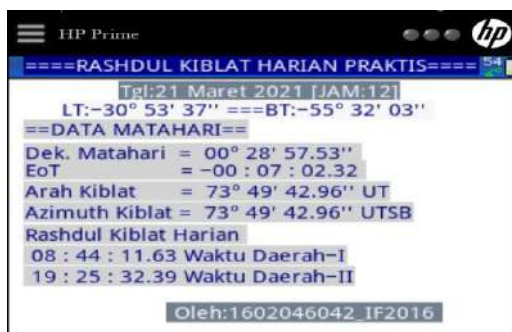 HP Prime
hp
====RASHDUL KIBLAT HARIAN PRAKTIS====
54
Tgl:21 Maret 2021 [JAM:12]
LT:-30° 53' 37'' ===BT:-55° 32' 03''
==DATA MATAHARI==
Dek. Matahari = 00° 28' 57.53''
EoT = -00 : 07 : 02.32
Arah Kiblat = 73° 49' 42.96'' UT
Azimuth Kiblat = 73° 49' 42.96'' UTSB
Rashdul Kiblat Harian
08 : 44 : 11.63 Waktu Daerah-I
19 : 25 : 32.39 Waktu Daerah-II
Oleh:1602046042_IF2016